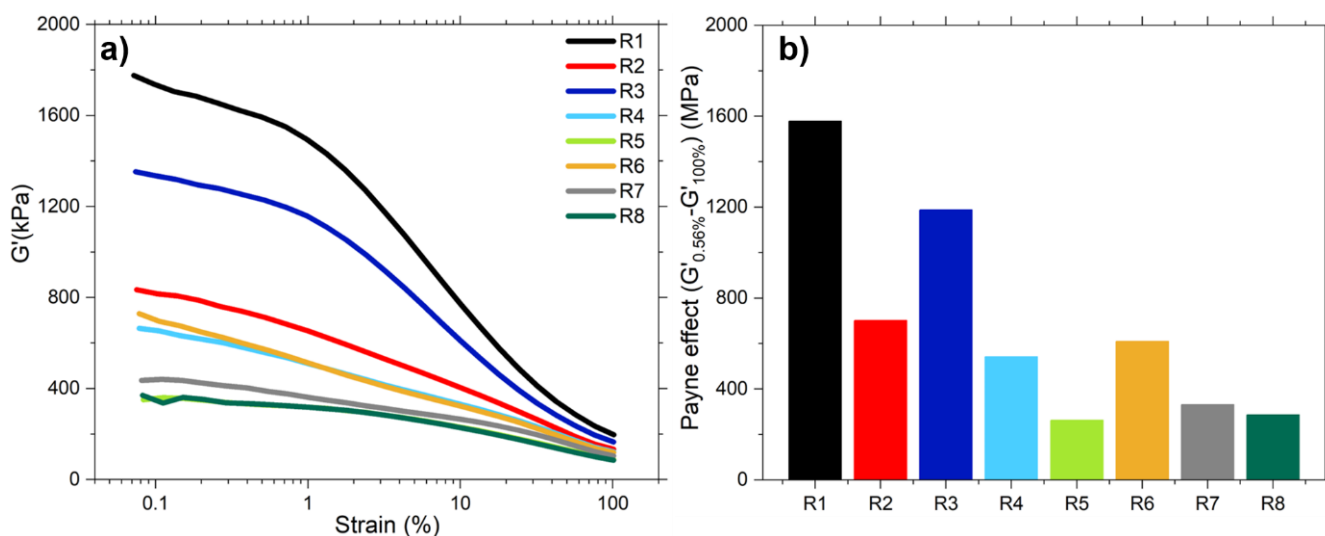 a)
2000
1600
1200
800
400
0
G'(kPa)
0.1
1
10
100
Strain (%)
R1
R2
R3
R4
R5
R6
R7
R8
b)
2000
1600
1200
800
400
0
Payne effect (G'0.56%-G'100%) (MPa)
R1
R2
R3
R4
R5
R6
R7
R8